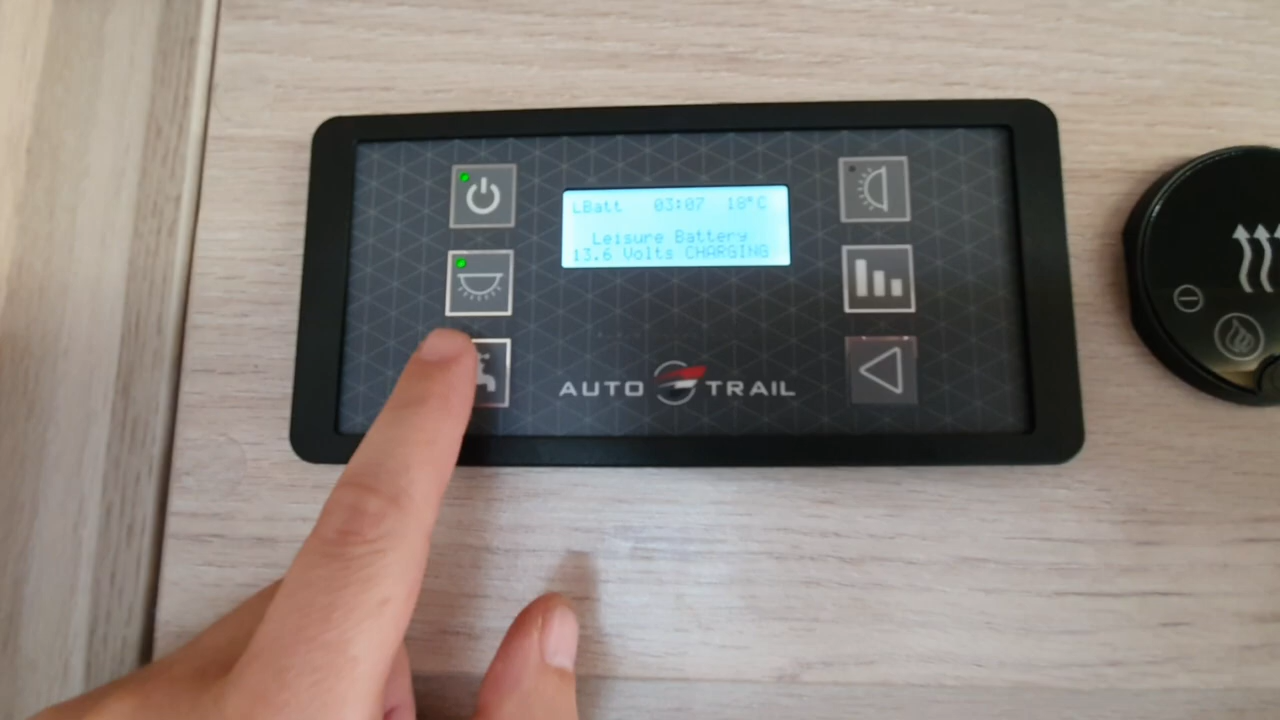 LBatt 03:07 18°C
Leisure Battery
13.6 Volts CHARGING
AUTO TRAIL